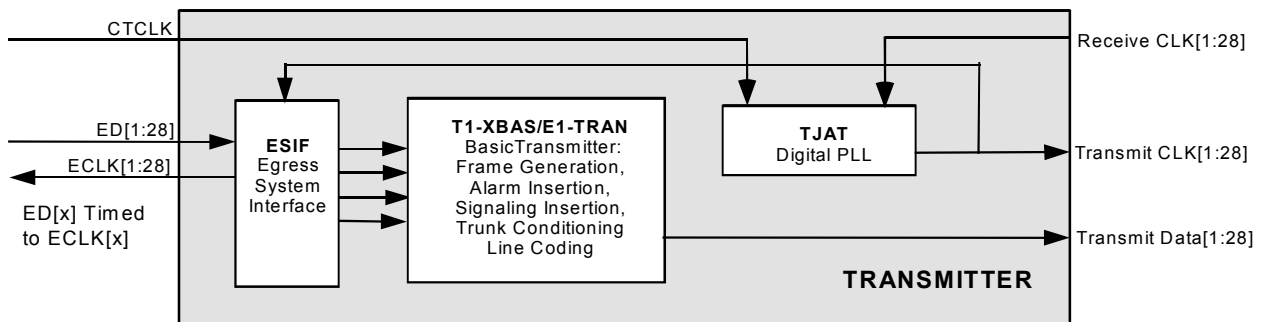 CTCLK
Receive CLK[1:28]
ED[1:28]
ECLK[1:28]
ED[x] Timed
to ECLK[x]
ESIF
Egress
System
Interface
T1-XBAS/E1-TRAN
BasicTransmitter:
Frame Generation,
Alarm Insertion,
Signaling Insertion,
Trunk Conditioning
Line Coding
TJAT
Digital PLL
Transmit CLK[1:28]
Transmit Data[1:28]
TRANSMITTER